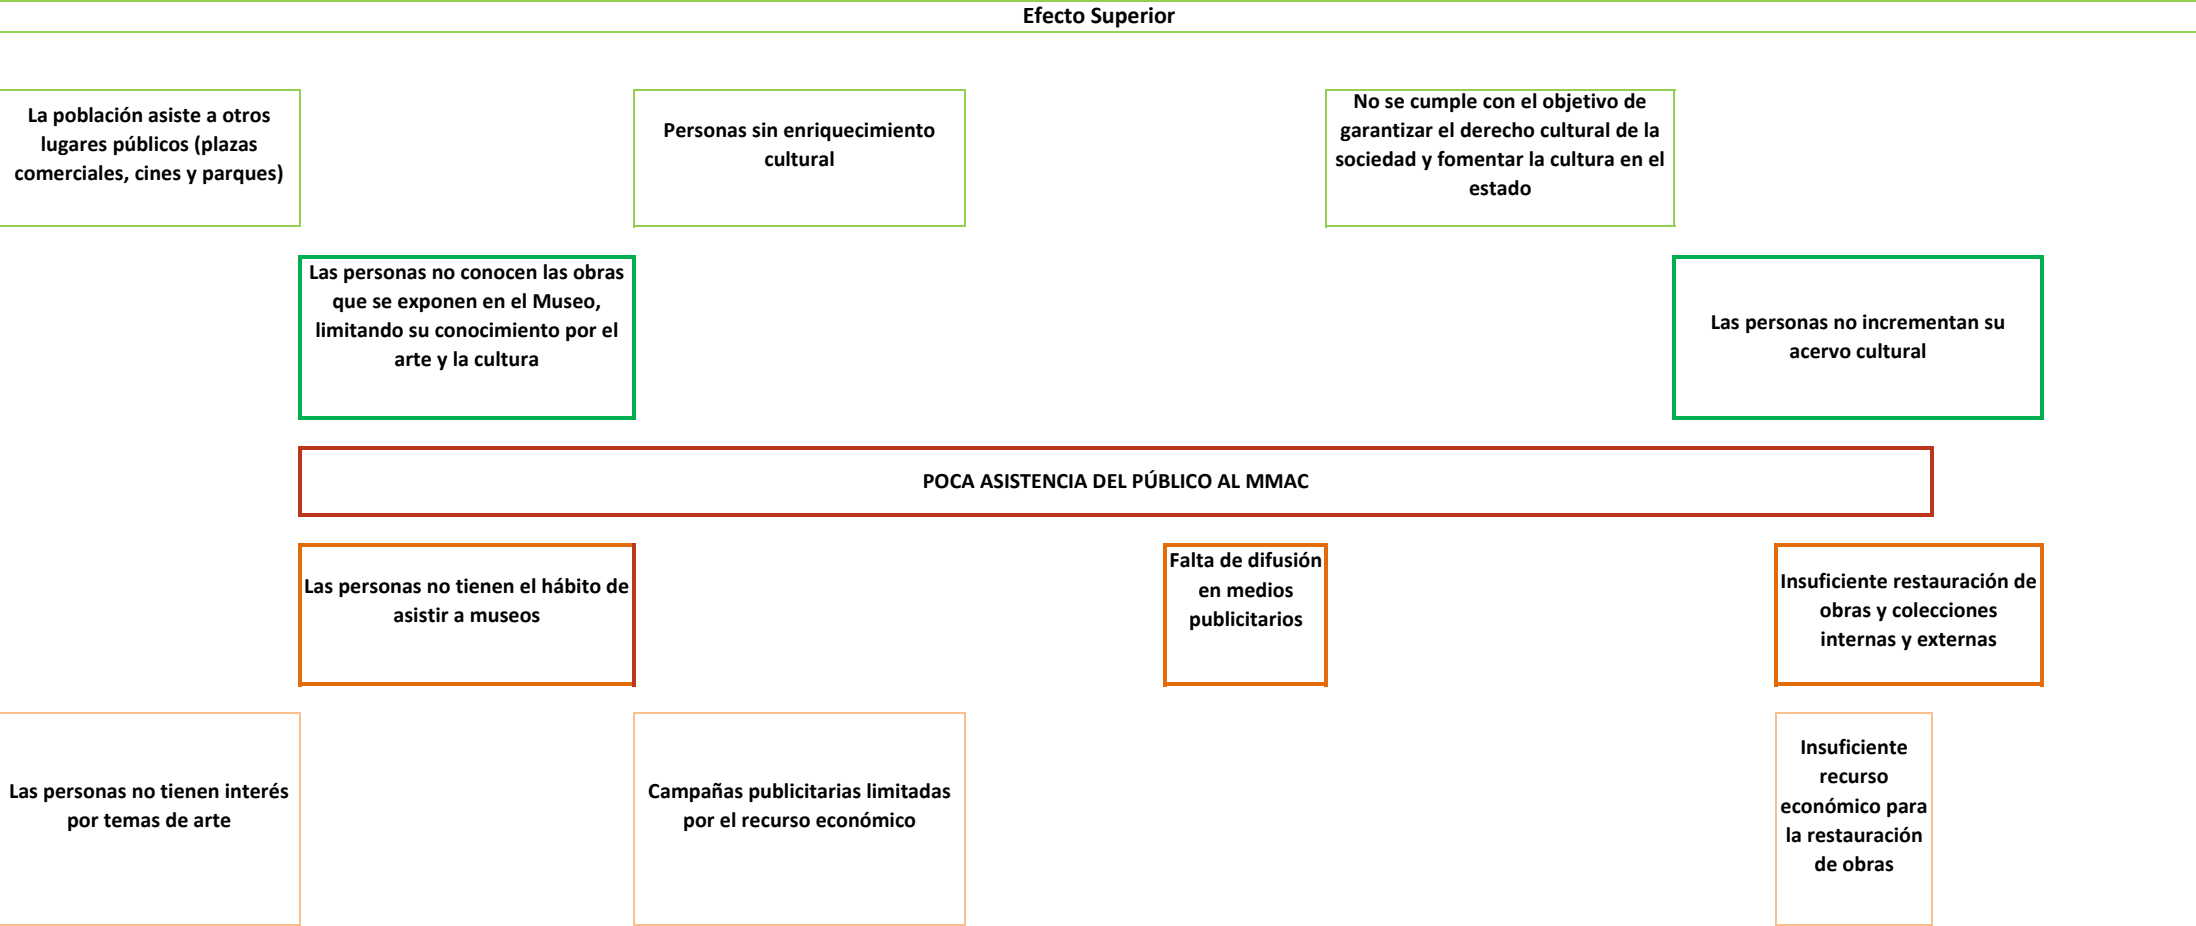 Efecto Superior
La población asiste a otros
lugares públicos (plazas
comerciales, cines y parques)
Personas sin enriquecimiento
cultural
No se cumple con el objetivo de
garantizar el derecho cultural de la
sociedad y fomentar la cultura en el
estado
Las personas no conocen las obras
que se exponen en el Museo,
limitando su conocimiento por el
arte y la cultura
Las personas no incrementan su
acervo cultural
POCA ASISTENCIA DEL PÚBLICO AL MMAC
Las personas no tienen el hábito de
asistir a museos
Falta de difusión
en medios
publicitarios
Insuficiente restauración de
obras y colecciones
internas y externas
Las personas no tienen interés
por temas de arte
Campañas publicitarias limitadas
por el recurso económico
Insuficiente
recurso
económico para
la restauración
de obras